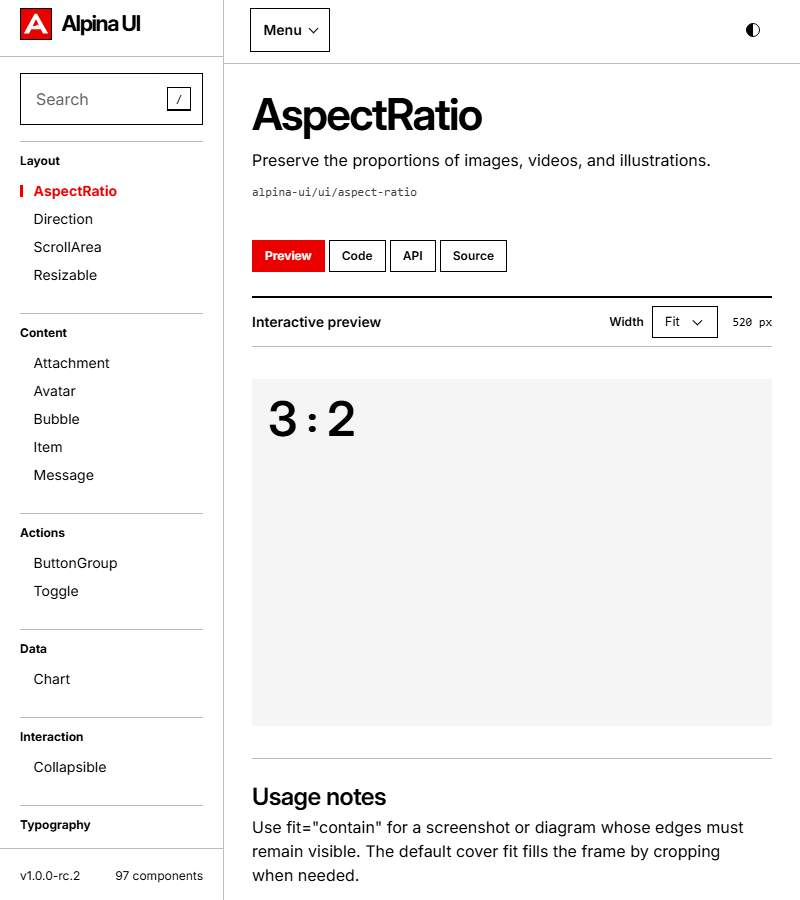 Alpina UI
Search
/
Layout
AspectRatio
Direction
ScrollArea
Resizable
Content
Attachment
Avatar
Bubble
Item
Message
Actions
ButtonGroup
Toggle
Data
Chart
Interaction
Collapsible
Typography
v1.0.0-rc.2 97 components
Menu
AspectRatio
Preserve the proportions of images, videos, and illustrations.
alpina-ui/ui/aspect-ratio
Preview Code API Source
Interactive preview Width Fit 520 px
3:2
Usage notes
Use fit="contain" for a screenshot or diagram whose edges must
remain visible. The default cover fit fills the frame by cropping
when needed.